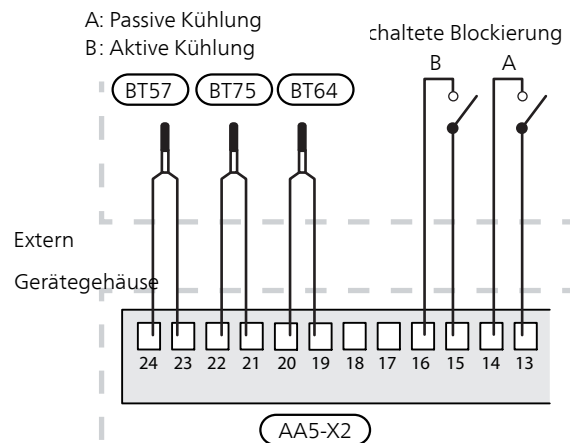 A: Passive Kühlung
B: Aktive Kühlung
chaltete Blockierung
B A
BT57 BT75 BT64
Extern
Gerätegehäuse
24 23 22 21 20 19 18 17 16 15 14 13
AA5-X2